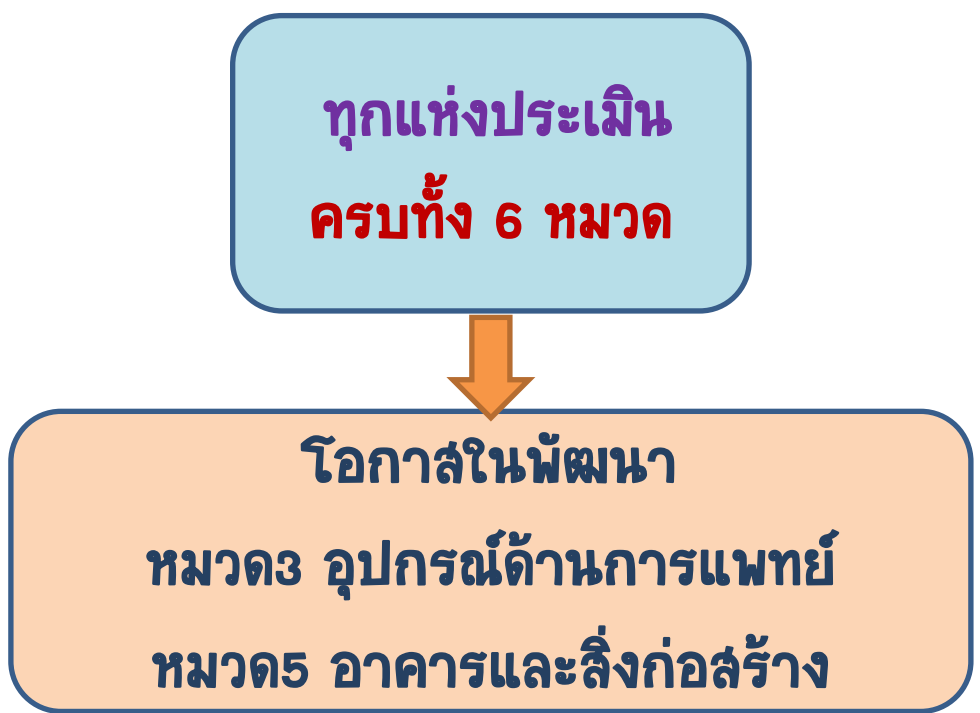 ทุกแห่งประเมิน
ครบทั้ง 6 หมวด
โอกาสในพัฒนา
หมวด3 อุปกรณ์ด้านการแพทย์
หมวด5 อาคารและสิ่งก่อสร้าง